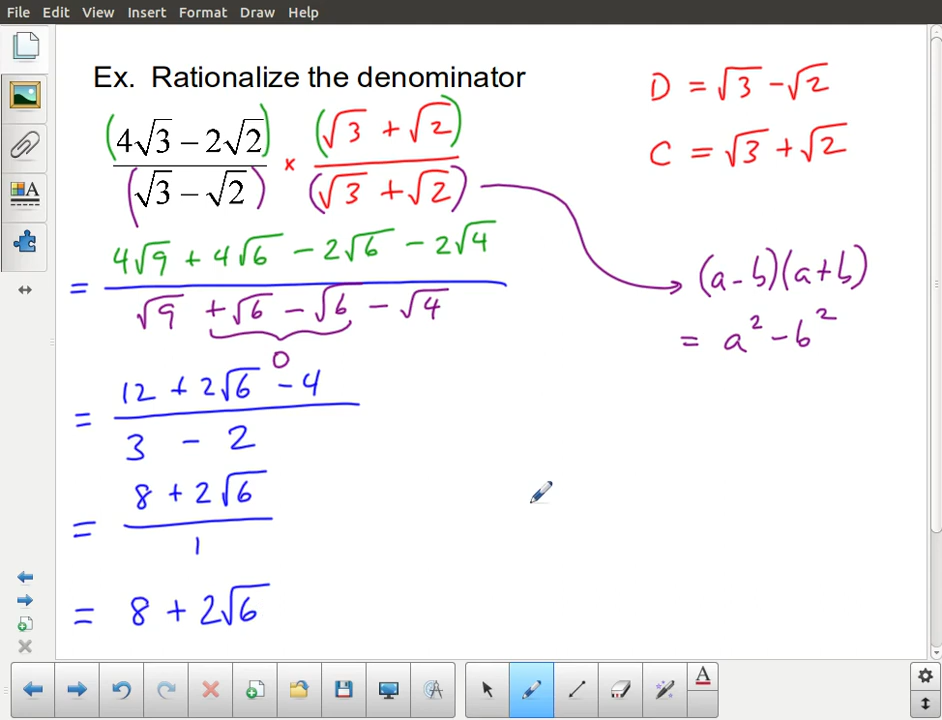 File Edit View Insert Format Draw Help
Ex. Rationalize the denominator
(4√3 − 2√2) / (√3 − √2) × (√3 + √2) / (√3 + √2)
D = √3 − √2
C = √3 + √2
= (4√9 + 4√6 − 2√6 − 2√4) / (√9 + √6 − √6 − √4)
0
(a − b)(a + b)
= a² − b²
= (12 + 2√6 − 4) / (3 − 2)
= (8 + 2√6) / 1
= 8 + 2√6
A
A